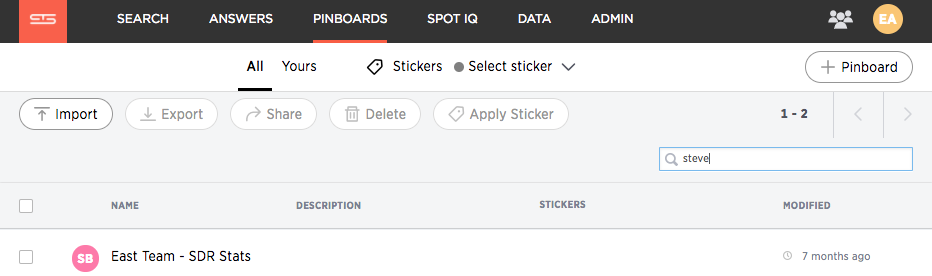 SEARCH ANSWERS PINBOARDS SPOT IQ DATA ADMIN EA
All Yours Stickers Select sticker Pinboard
Import Export Share Delete Apply Sticker 1 - 2
steve
NAME DESCRIPTION STICKERS MODIFIED
SB East Team - SDR Stats 7 months ago